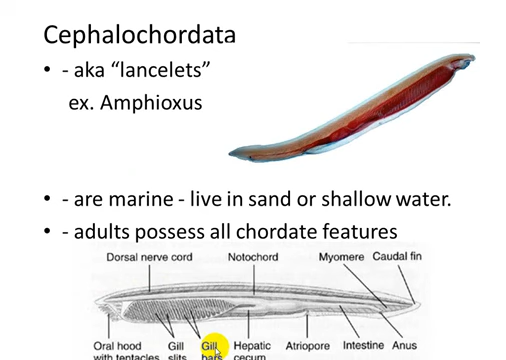 Cephalochordata
• - aka “lancelets”
ex. Amphioxus
• - are marine - live in sand or shallow water.
• - adults possess all chordate features
Dorsal nerve cord Notochord Myomere Caudal fin
Oral hood Gill Gill Hepatic Atriopore Intestine Anus
with tentacles slits bars cecum